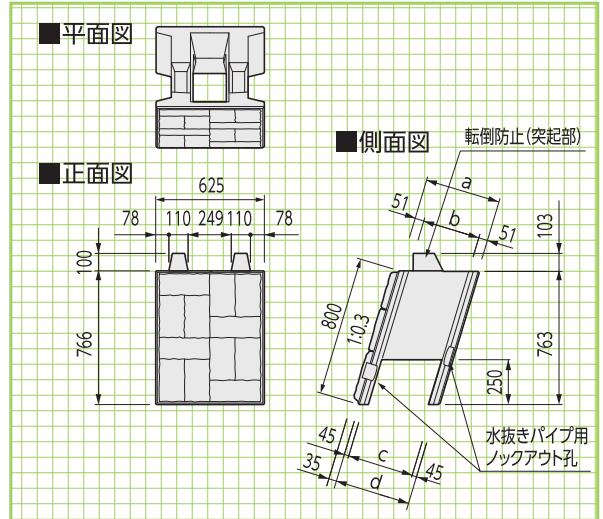 ■平面図
■正面図
625
78 110 249 110 78
100
766
■側面図
転倒防止(突起部)
a
51 b 51
103
800
1:0.3
763
250
水抜きパイプ用
ノックアウト孔
45 c 45
35 d